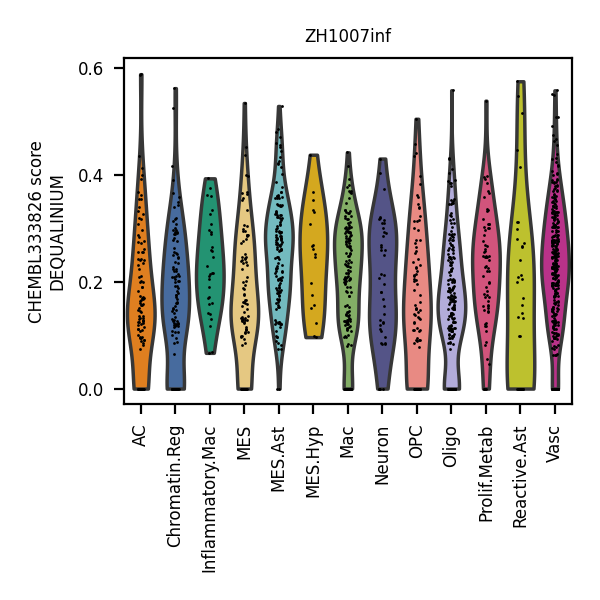 ZH1007inf
CHEMBL333826 score
DEQUALINIUM
0.6
0.4
0.2
0.0
AC
Chromatin.Reg
Inflammatory.Mac
MES
MES.Ast
MES.Hyp
Mac
Neuron
OPC
Oligo
Prolif.Metab
Reactive.Ast
Vasc